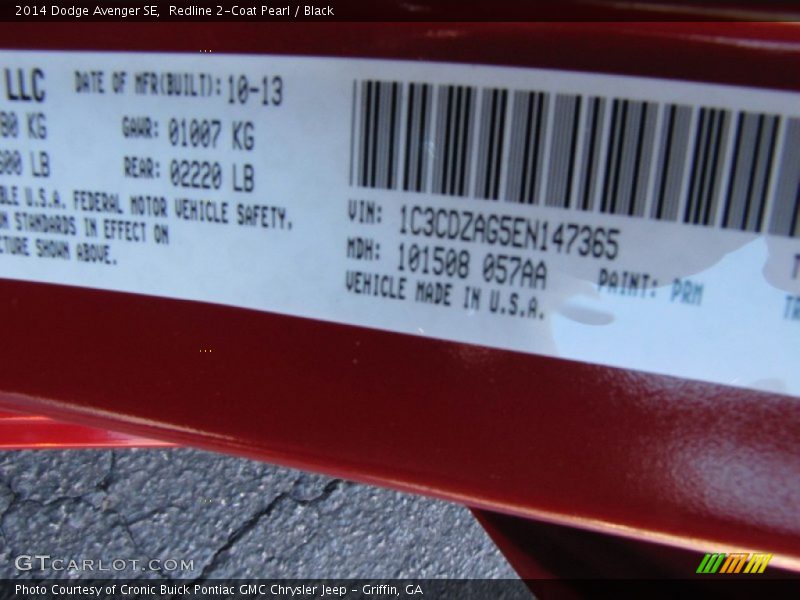 2014 Dodge Avenger SE,  Redline 2-Coat Pearl / Black
LLC
DATE OF MFR(BUILT): 10-13
KG
GAWR: 01007 KG
LB
REAR: 02220 LB
U.S.A. FEDERAL MOTOR VEHICLE SAFETY,
STANDARDS IN EFFECT ON
SHOWN ABOVE.
VIN: 1C3CDZAG5EN147365
MDH: 101508 057AA
PAINT: PRM
VEHICLE MADE IN U.S.A.
GTCARLOT.COM
Photo Courtesy of Cronic Buick Pontiac GMC Chrysler Jeep - Griffin, GA